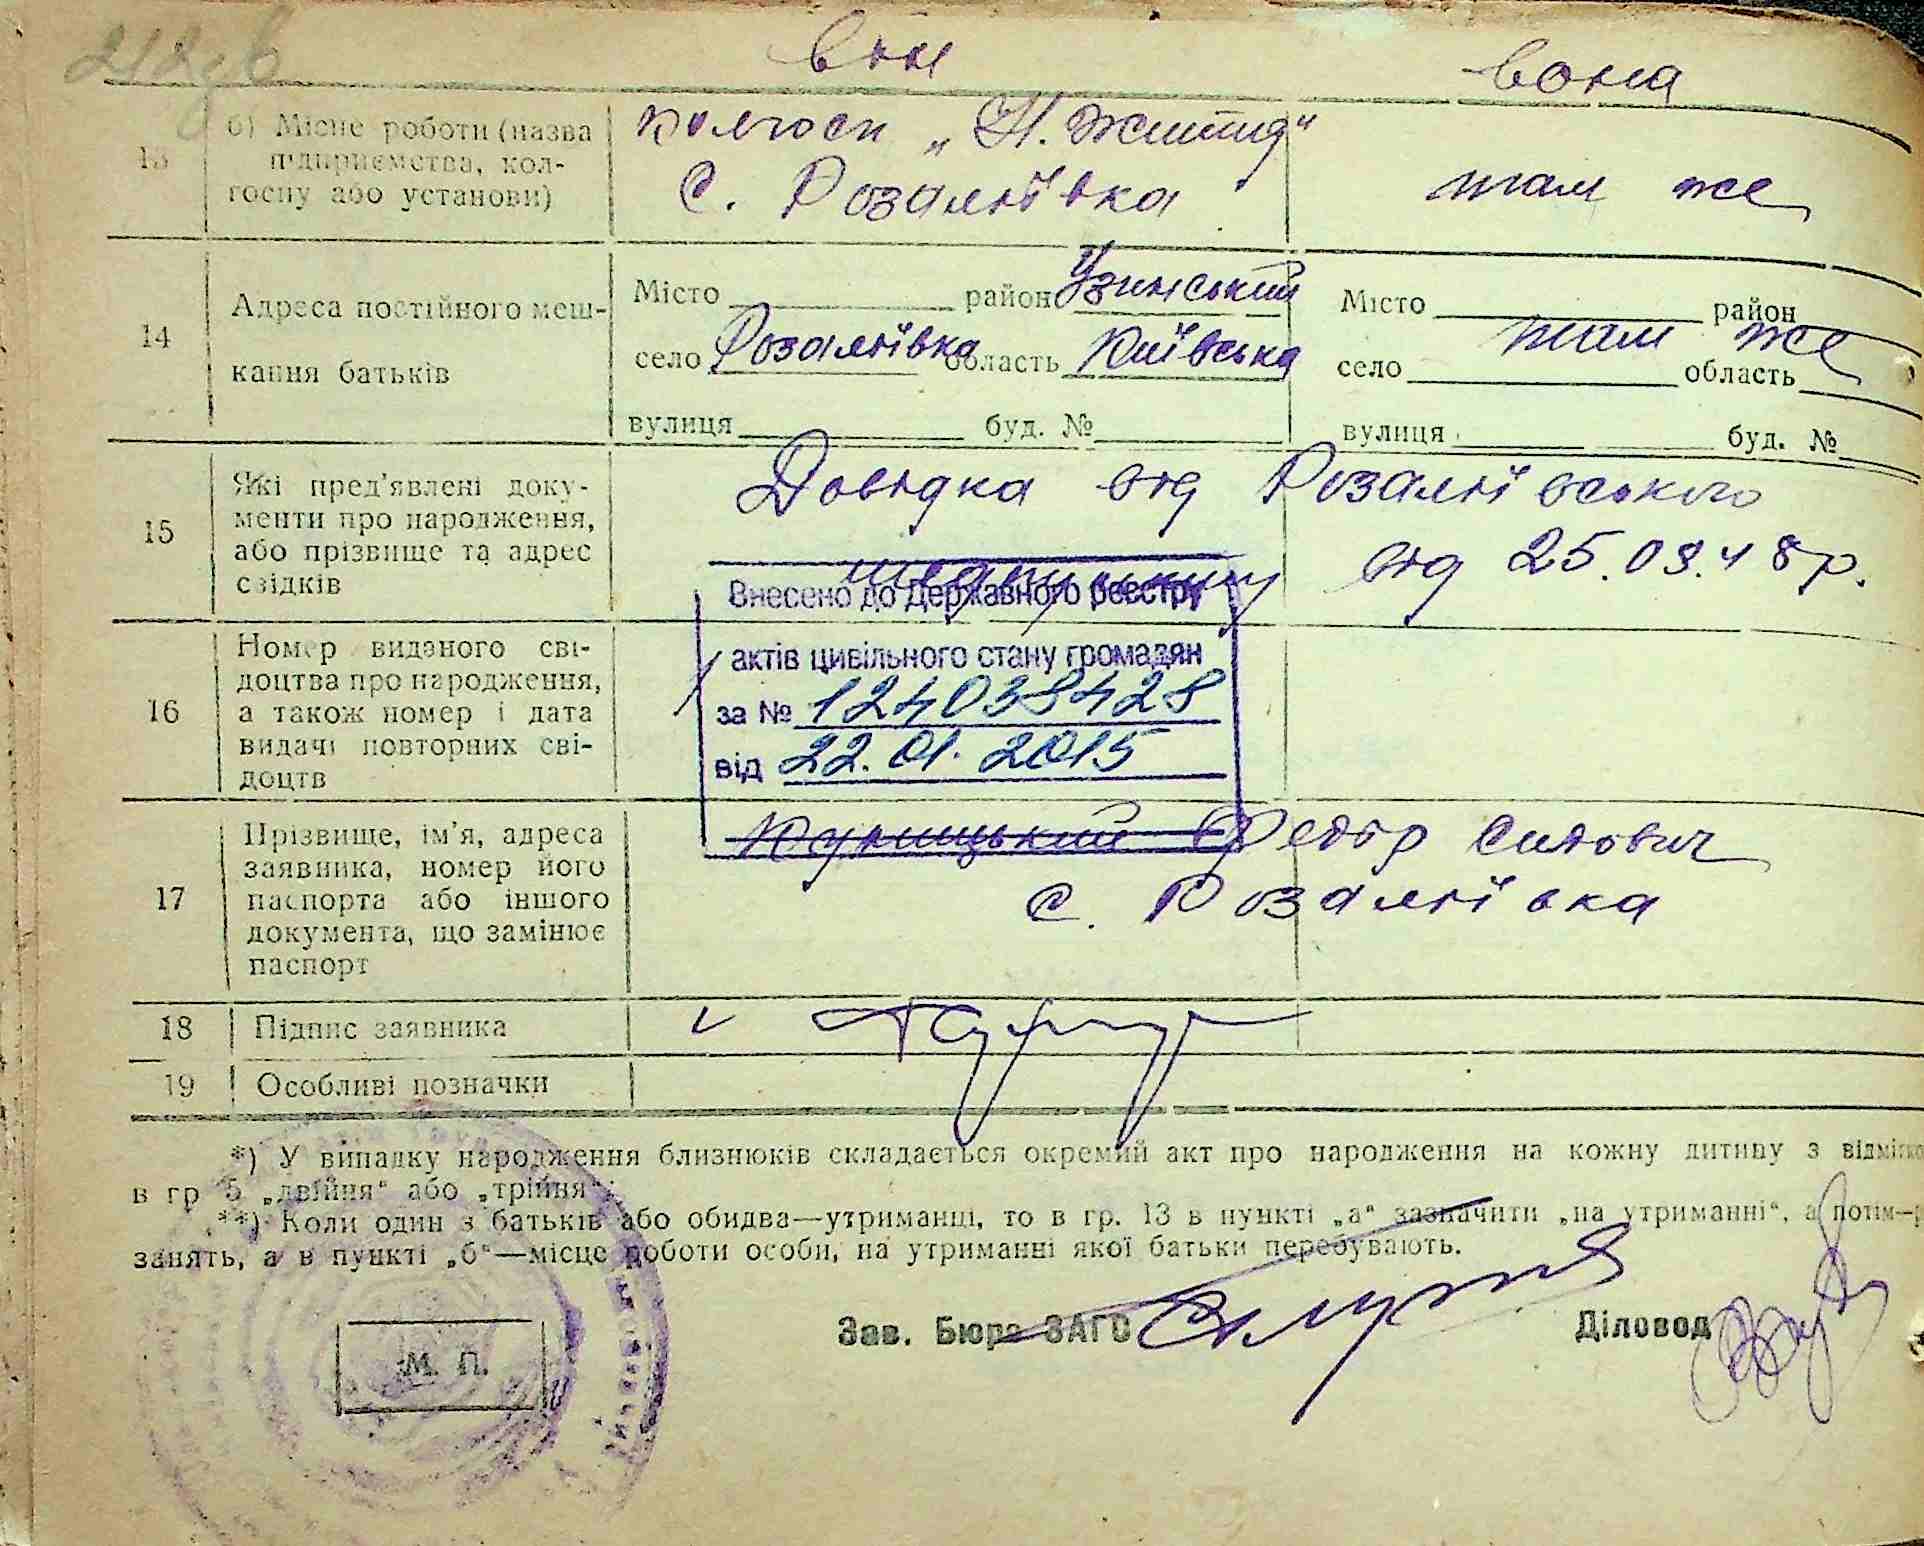 він вона
13 б) Місце роботи (назва підприємства, кол-госпу або установи)
колгосп „Н. Життя"
с. Розаліївка
там же
14 Адреса постійного меш-
кання батьків
Місто район Узинський
село Розаліївка область Київська
вулиця буд. №
Місто район
там же
село область
вулиця буд. №
15 Які пред'явлені доку-
менти про народження,
або прізвище та адрес
свідків
Довідка від Розаліївського
від 25.03.48р.
Внесено до Державного реєстру
актів цивільного стану громадян
за № 124038428
від 22.01.2015
16 Номер виданого сві-
доцтва про народження,
а також номер і дата
видачі повторних сві-
доцтв
17 Прізвище, ім'я, адреса
заявника, номер його
паспорта або іншого
документа, що замінює
паспорт
Федір Ситович
с. Розаліївка
18 Підпис заявника
19 Особливі позначки
*) У випадку народження близнюків складається окремий акт про народження на кожну дитину з відмітко
в гр 5 „двійня" або „трійня".
**) Коли один з батьків або обидва—утриманці, то в гр. 13 в пункті „а" зазначити „на утриманні", а потім—р
занять, а в пункті „б"—місце роботи особи, на утриманні якої батьки перебувають.
Зав. Бюро ЗАГС Діловод
М. П.